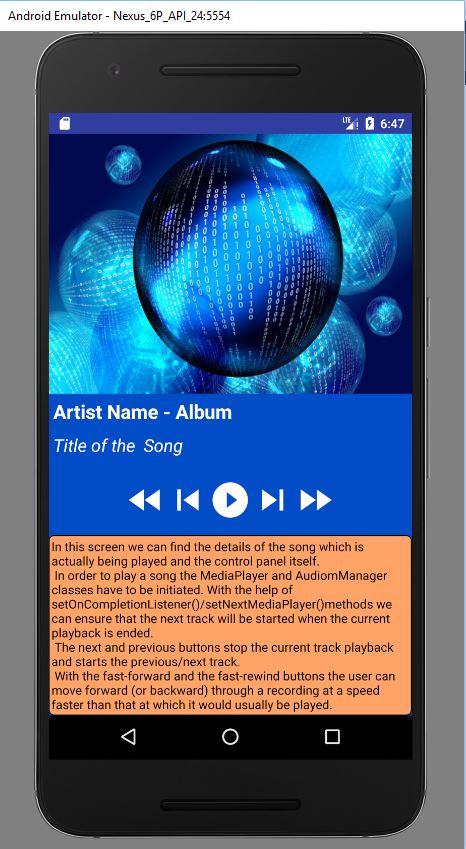 Android Emulator - Nexus_6P_API_24:5554
LTE 6:47
Artist Name - Album
Title of the  Song
In this screen we can find the details of the song which is
actually being played and the control panel itself.
 In order to play a song the MediaPlayer and AudiomManager
classes have to be initiated. With the help of
setOnCompletionListener()/setNextMediaPlayer()methods we
can ensure that the next track will be started when the current
playback is ended.
 The next and previous buttons stop the current track playback
and starts the previous/next track.
 With the fast-forward and the fast-rewind buttons the user can
move forward (or backward) through a recording at a speed
faster than that at which it would usually be played.